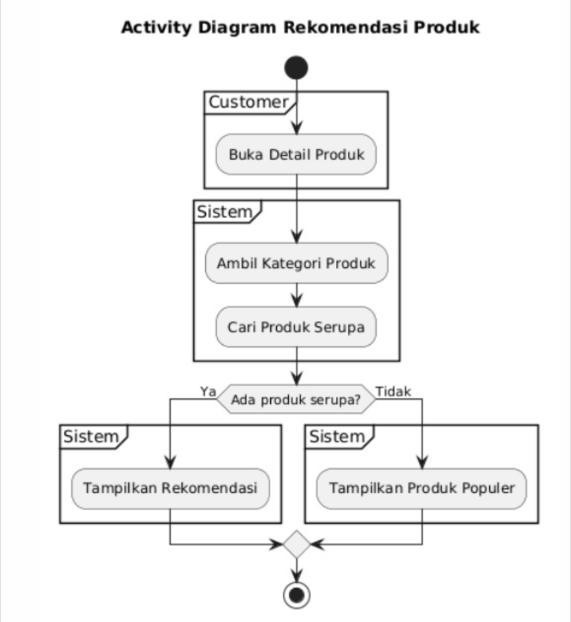 Activity Diagram Rekomendasi Produk
Customer
Buka Detail Produk
Sistem
Ambil Kategori Produk
Cari Produk Serupa
Ya
Ada produk serupa?
Tidak
Sistem
Tampilkan Rekomendasi
Sistem
Tampilkan Produk Populer